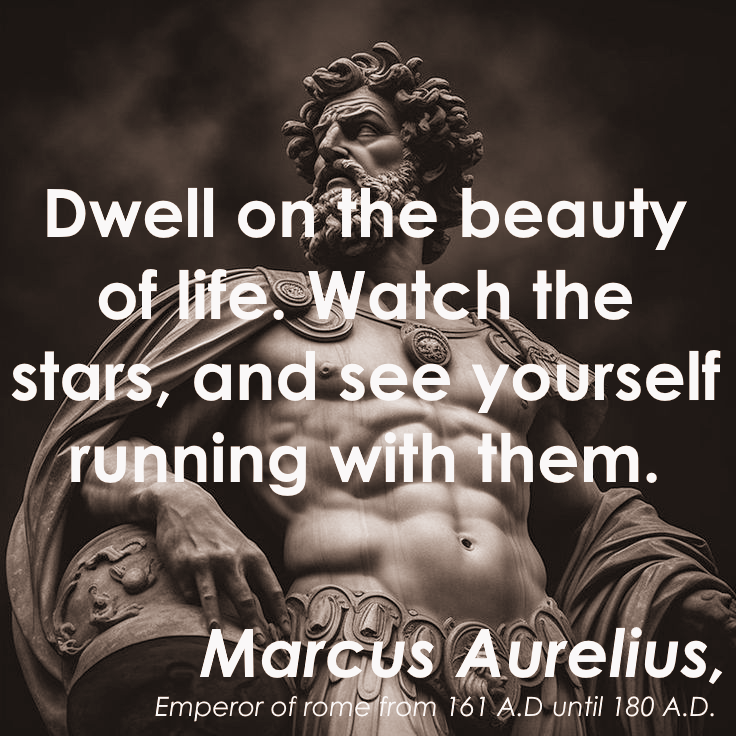 Dwell on the beauty
of life. Watch the
stars, and see yourself
running with them.
Marcus Aurelius,
Emperor of rome from 161 A.D until 180 A.D.